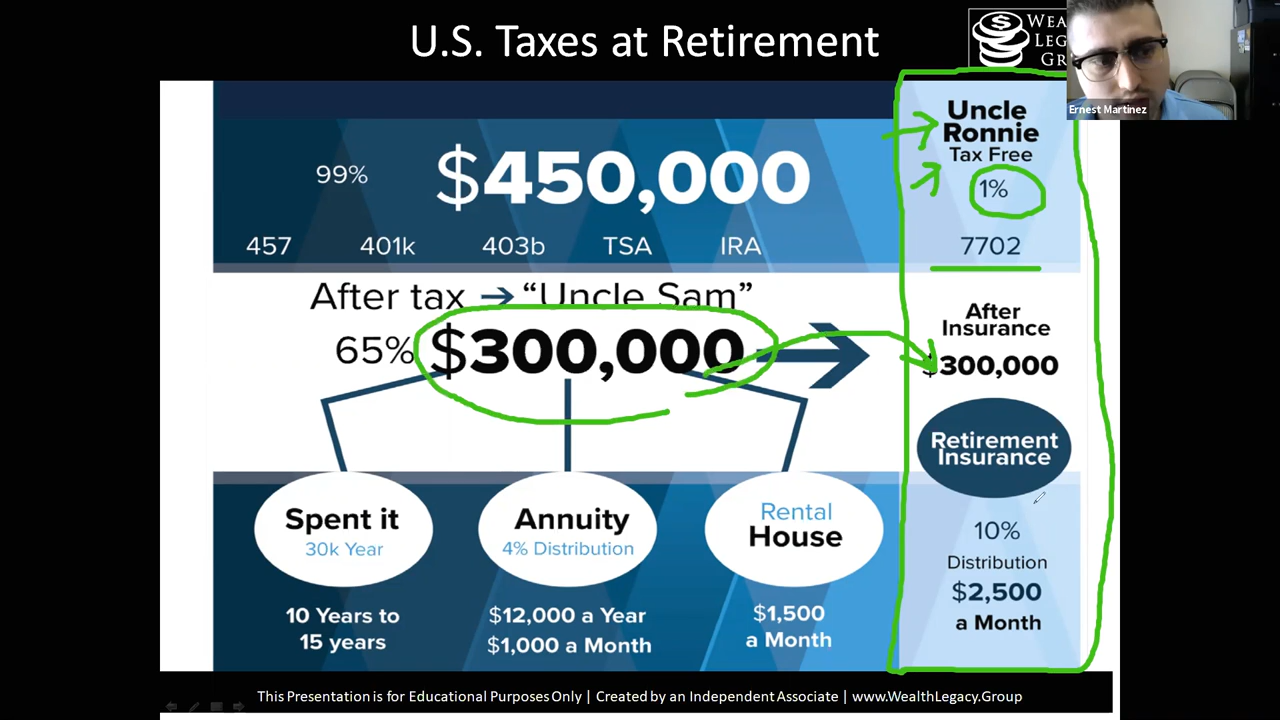 U.S. Taxes at Retirement
Ernest Martinez
99%
$450,000
457 401k 403b TSA IRA
After tax → “Uncle Sam”
65% $300,000
Spent it
30k Year
10 Years to
15 years
Annuity
4% Distribution
$12,000 a Year
$1,000 a Month
Rental
House
$1,500
a Month
Uncle
Ronnie
Tax Free
1%
7702
After
Insurance
$300,000
Retirement
Insurance
10%
Distribution
$2,500
a Month
This Presentation is for Educational Purposes Only | Created by an Independent Associate | www.WealthLegacy.Group